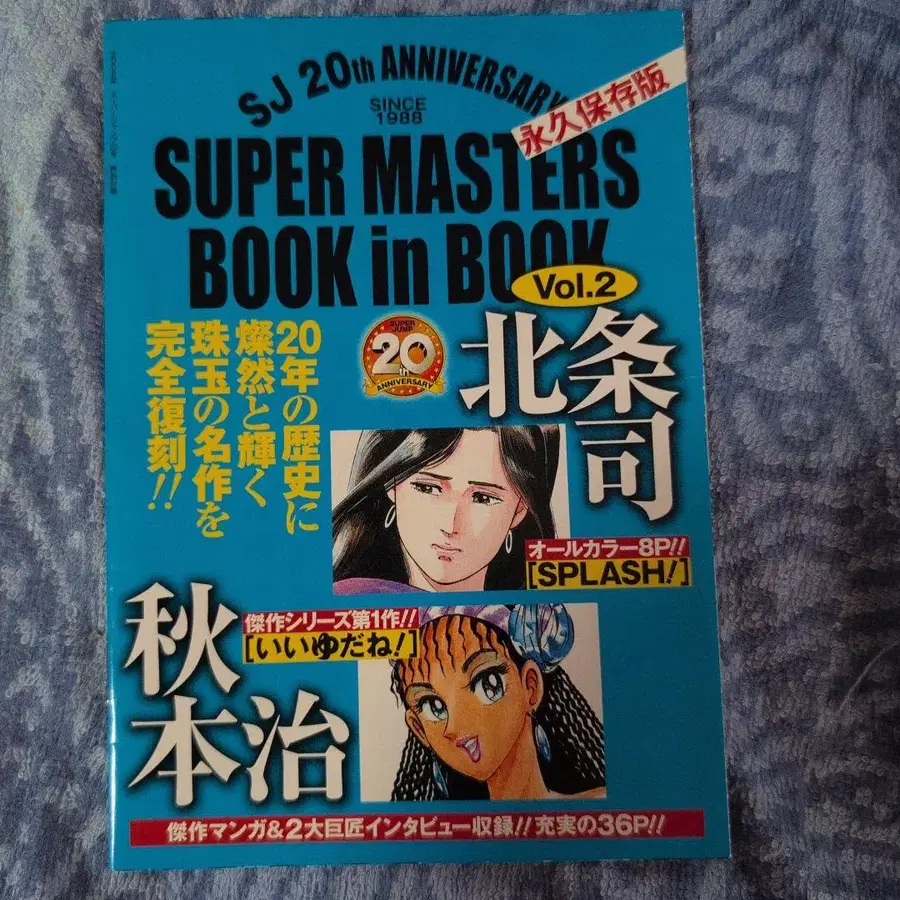 SJ 20th ANNIVERSARY
SINCE
1988
永久保存版
SUPER MASTERS
BOOK in BOOK
Vol.2
SUPER
JUMP
20
th
ANNIVERSARY
北条司
20年の歴史に
燦然と輝く
珠玉の名作を
完全復刻!!
オールカラー8P!!
[SPLASH!]
秋本治
傑作シリーズ第1作!!
[いいゆだね!]
傑作マンガ&2大巨匠インタビュー収録!!充実の36P!!